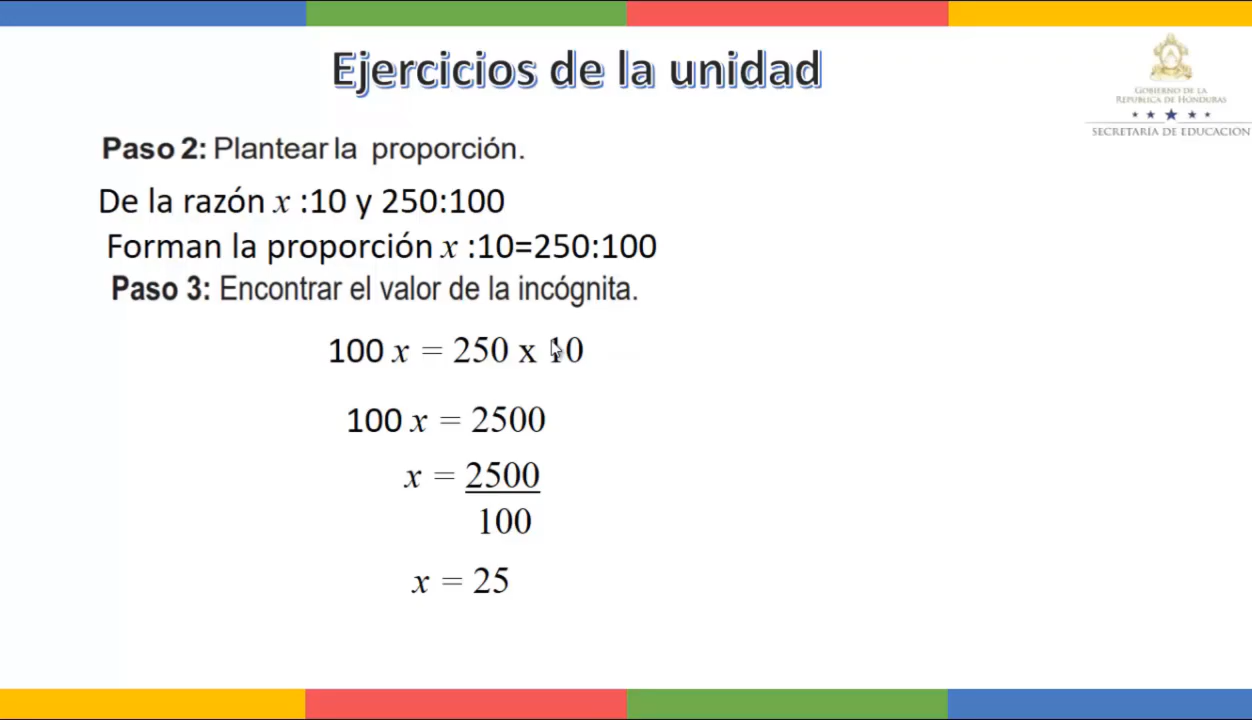 Ejercicios de la unidad
GOBIERNO DE LA
REPÚBLICA DE HONDURAS
SECRETARÍA DE EDUCACIÓN
Paso 2: Plantear la proporción.
De la razón x :10 y 250:100
Forman la proporción x :10=250:100
Paso 3: Encontrar el valor de la incógnita.
100 x = 250 x 10
100 x = 2500
x = 2500
100
x = 25